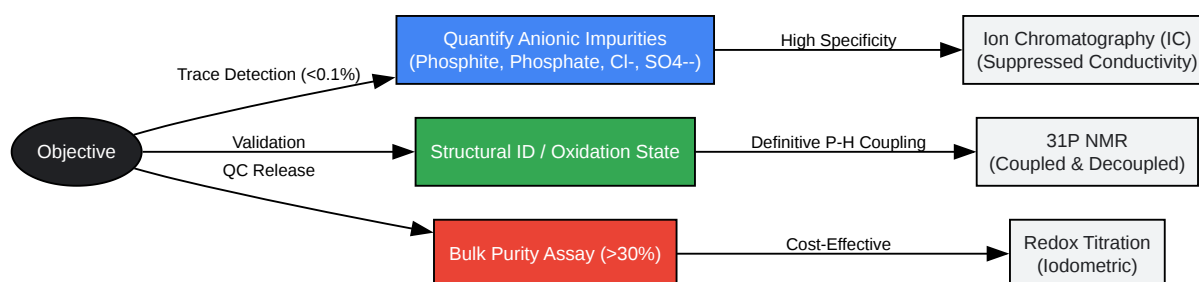 Objective
Trace Detection (<0.1%)
Validation
QC Release
Quantify Anionic Impurities
(Phosphite, Phosphate, Cl-, SO4--)
High Specificity
Ion Chromatography (IC)
(Suppressed Conductivity)
Structural ID / Oxidation State
Definitive P-H Coupling
31P NMR
(Coupled & Decoupled)
Bulk Purity Assay (>30%)
Cost-Effective
Redox Titration
(Iodometric)